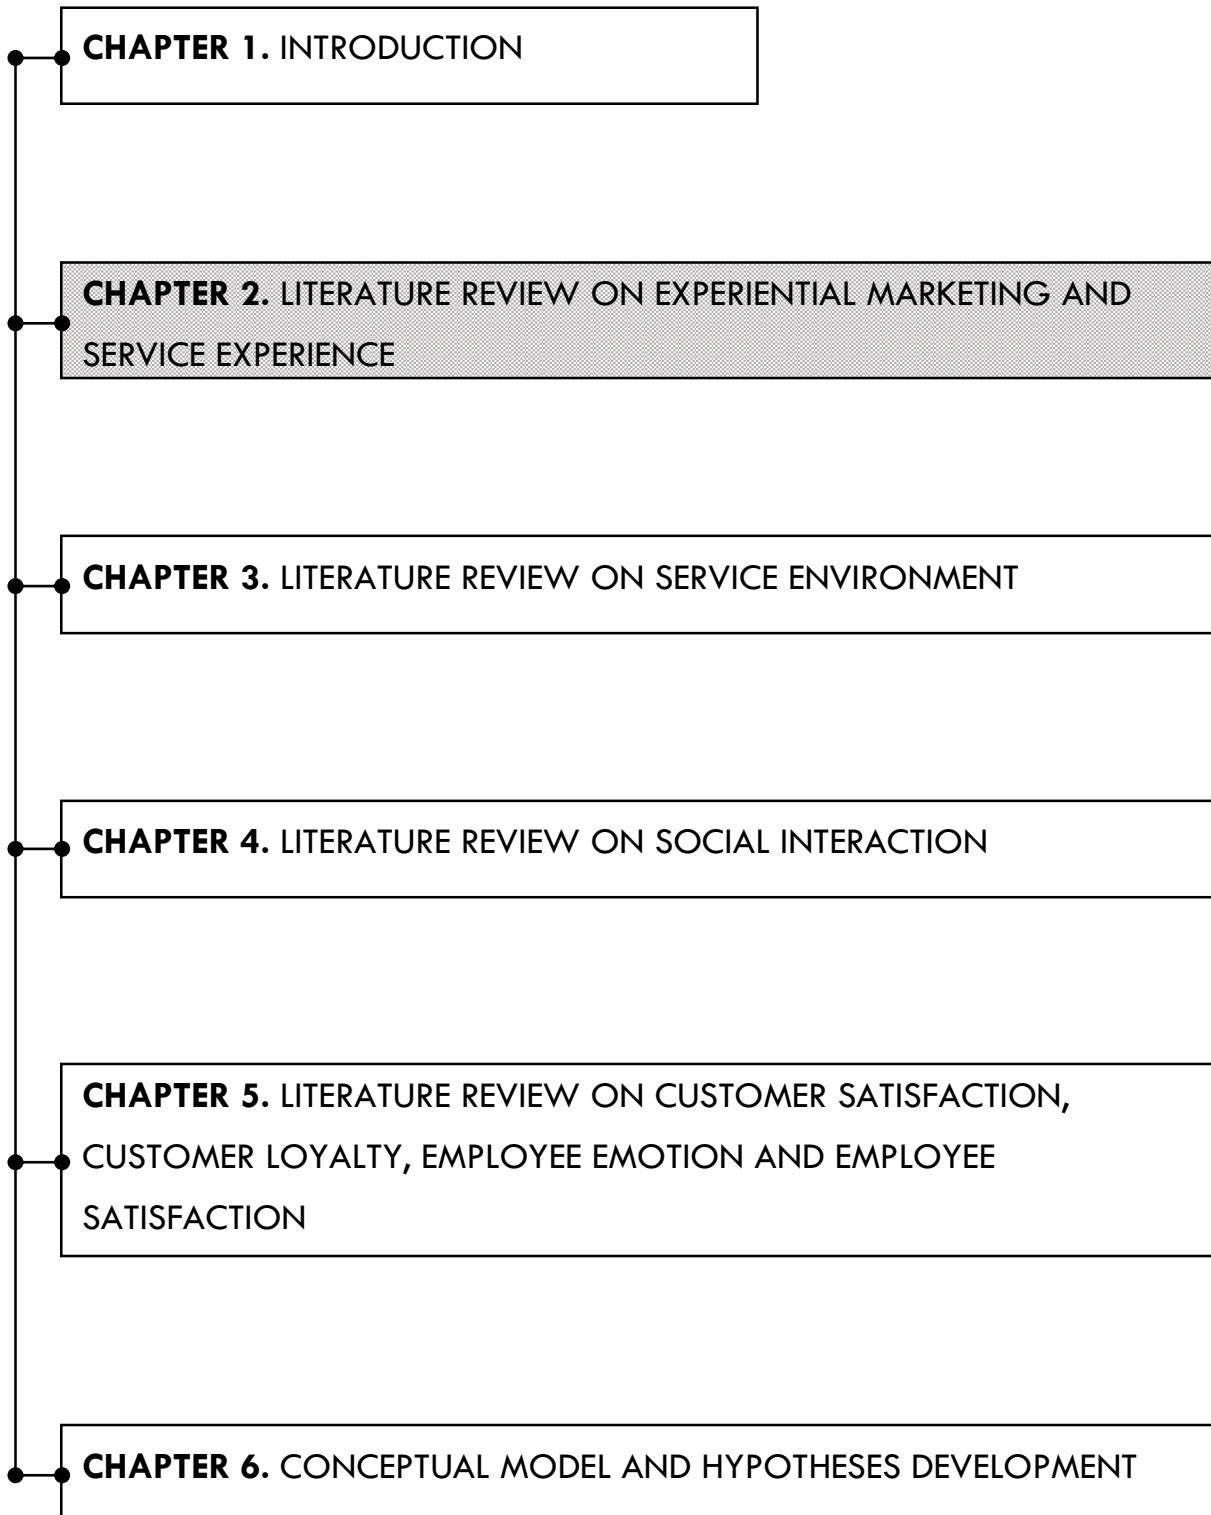 CHAPTER 1. INTRODUCTION
CHAPTER 2. LITERATURE REVIEW ON EXPERIENTIAL MARKETING AND
SERVICE EXPERIENCE
CHAPTER 3. LITERATURE REVIEW ON SERVICE ENVIRONMENT
CHAPTER 4. LITERATURE REVIEW ON SOCIAL INTERACTION
CHAPTER 5. LITERATURE REVIEW ON CUSTOMER SATISFACTION,
CUSTOMER LOYALTY, EMPLOYEE EMOTION AND EMPLOYEE
SATISFACTION
CHAPTER 6. CONCEPTUAL MODEL AND HYPOTHESES DEVELOPMENT